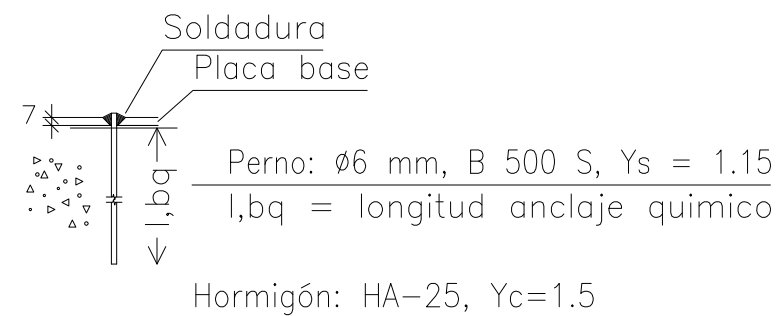 Soldadura
Placa base
7
l,bq
Perno: Ø6 mm, B 500 S, Ys = 1.15
l,bq = longitud anclaje quimico
Hormigón: HA-25, Yc=1.5